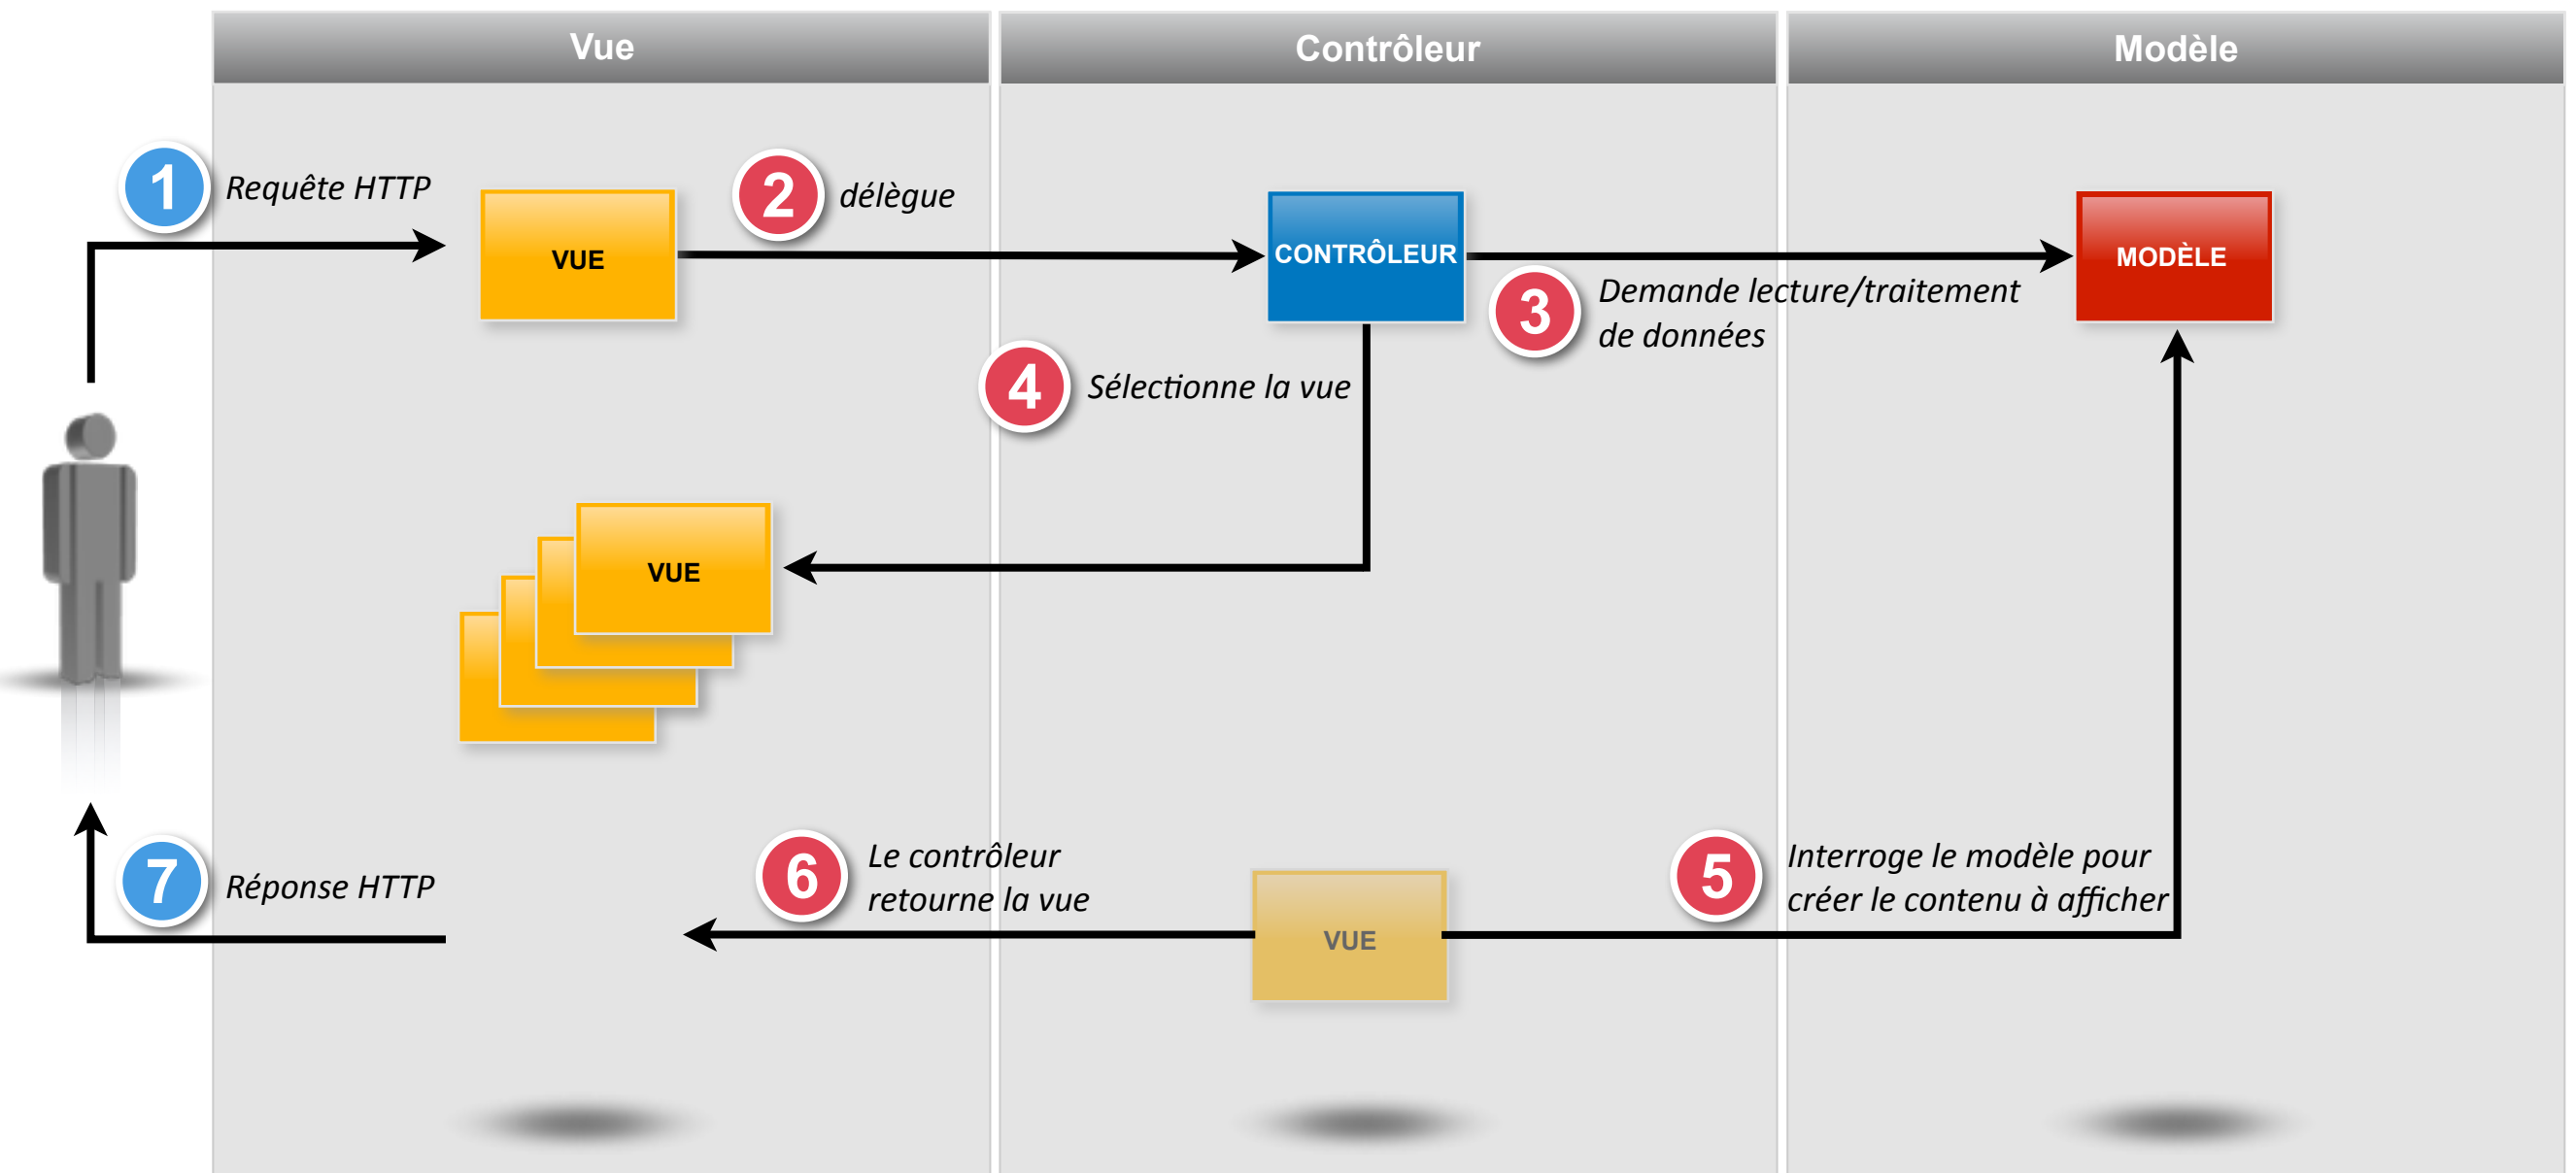 Vue
Contrôleur
Modèle
1
Requête HTTP
2
délègue
VUE
CONTRÔLEUR
MODÈLE
3
Demande lecture/traitement
de données
4
Sélectionne la vue
VUE
5
Interroge le modèle pour
créer le contenu à afficher
VUE
6
Le contrôleur
retourne la vue
7
Réponse HTTP